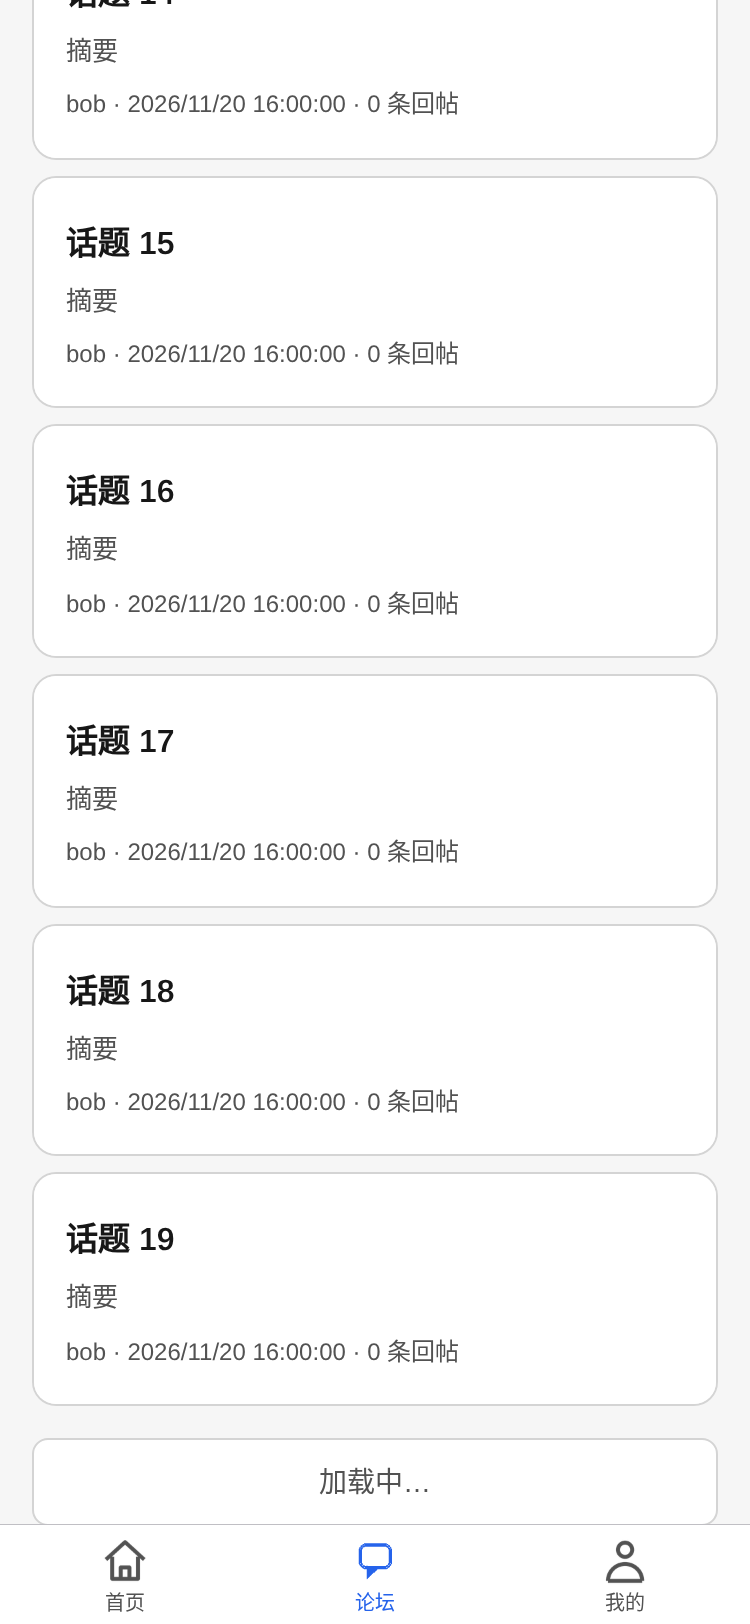 话题 14
摘要
bob · 2026/11/20 16:00:00 · 0 条回帖
话题 15
摘要
bob · 2026/11/20 16:00:00 · 0 条回帖
话题 16
摘要
bob · 2026/11/20 16:00:00 · 0 条回帖
话题 17
摘要
bob · 2026/11/20 16:00:00 · 0 条回帖
话题 18
摘要
bob · 2026/11/20 16:00:00 · 0 条回帖
话题 19
摘要
bob · 2026/11/20 16:00:00 · 0 条回帖
加载中…
首页
论坛
我的